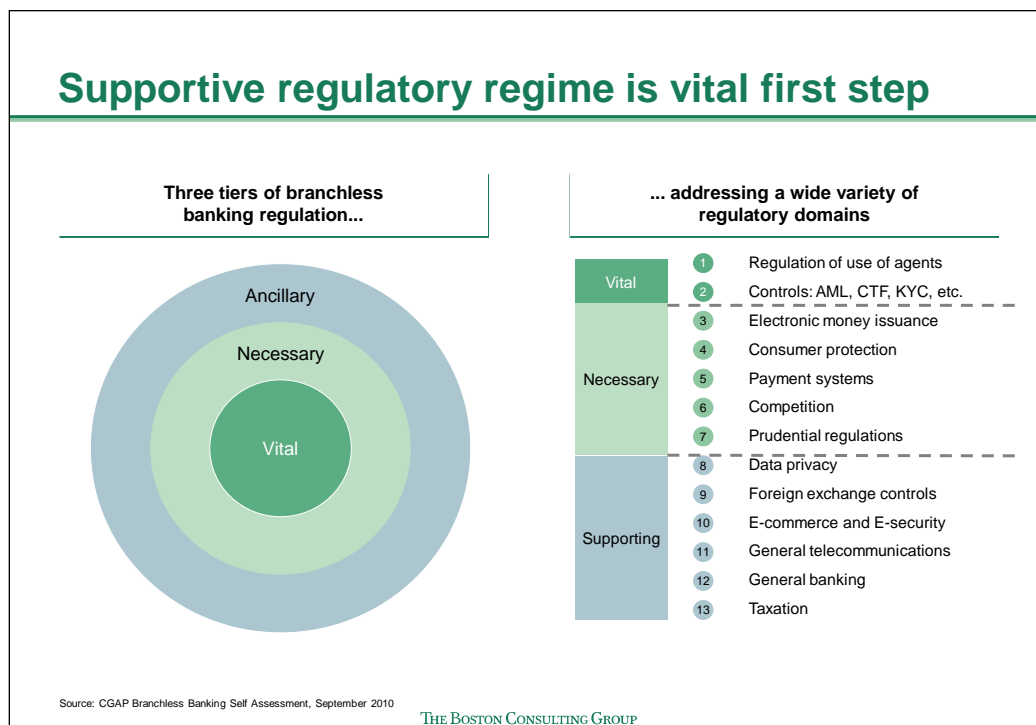 Supportive regulatory regime is vital first step
Three tiers of branchless
banking regulation...
Ancillary
Necessary
Vital
... addressing a wide variety of
regulatory domains
Vital
1 Regulation of use of agents
2 Controls: AML, CTF, KYC, etc.
Necessary
3 Electronic money issuance
4 Consumer protection
5 Payment systems
6 Competition
7 Prudential regulations
Supporting
8 Data privacy
9 Foreign exchange controls
10 E-commerce and E-security
11 General telecommunications
12 General banking
13 Taxation
Source: CGAP Branchless Banking Self Assessment, September 2010
THE BOSTON CONSULTING GROUP